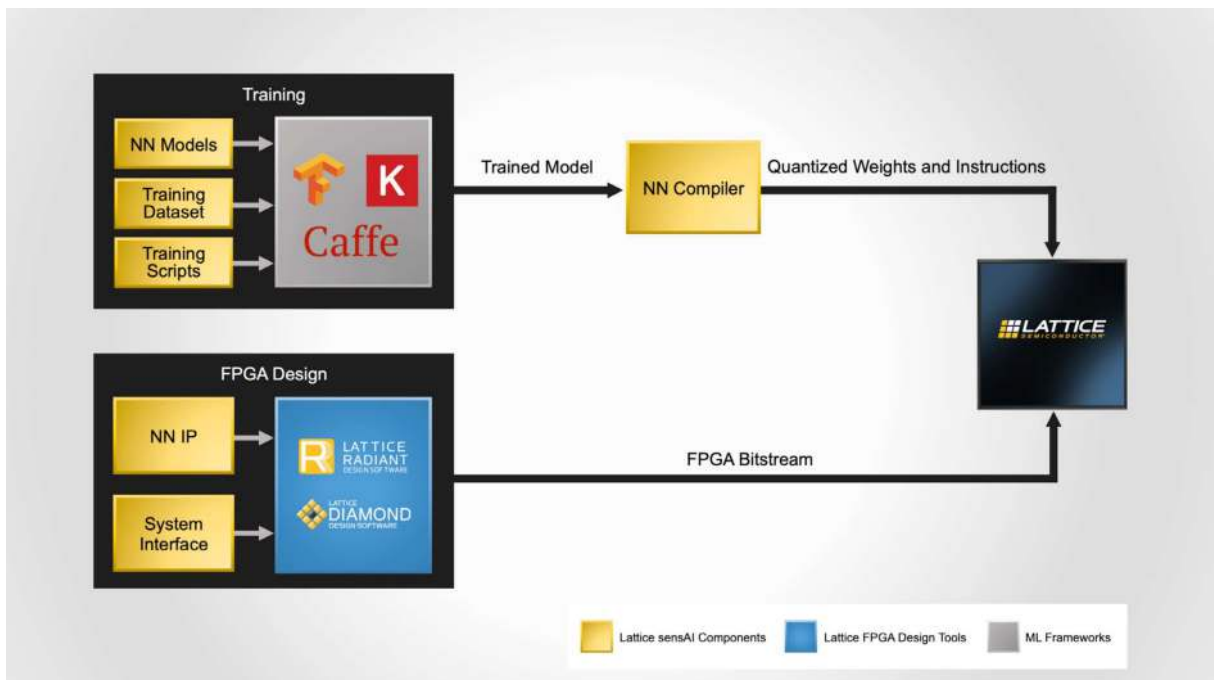 Training
NN Models
Training
Dataset
Training
Scripts
K
Caffe
Trained Model
NN Compiler
Quantized Weights and Instructions
LATTICE
SEMICONDUCTOR
FPGA Design
NN IP
System
Interface
R
LATTICE
RADIANT
DESIGN SOFTWARE
LATTICE
DIAMOND
DESIGN SOFTWARE
FPGA Bitstream
Lattice sensAI Components
Lattice FPGA Design Tools
ML Frameworks